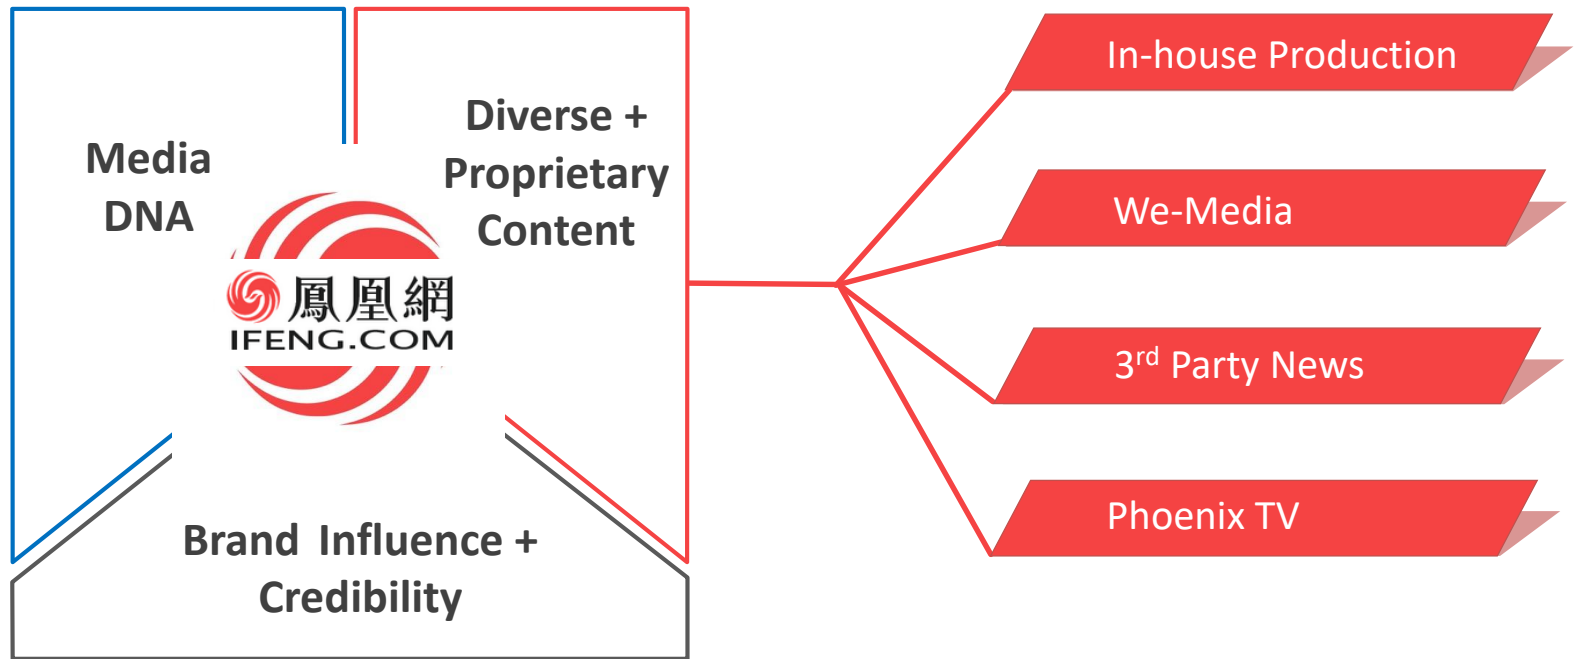 Media
DNA
Diverse +
Proprietary
Content
鳳凰網
IFENG.COM
Brand Influence +
Credibility
In-house Production
We-Media
3rd Party News
Phoenix TV